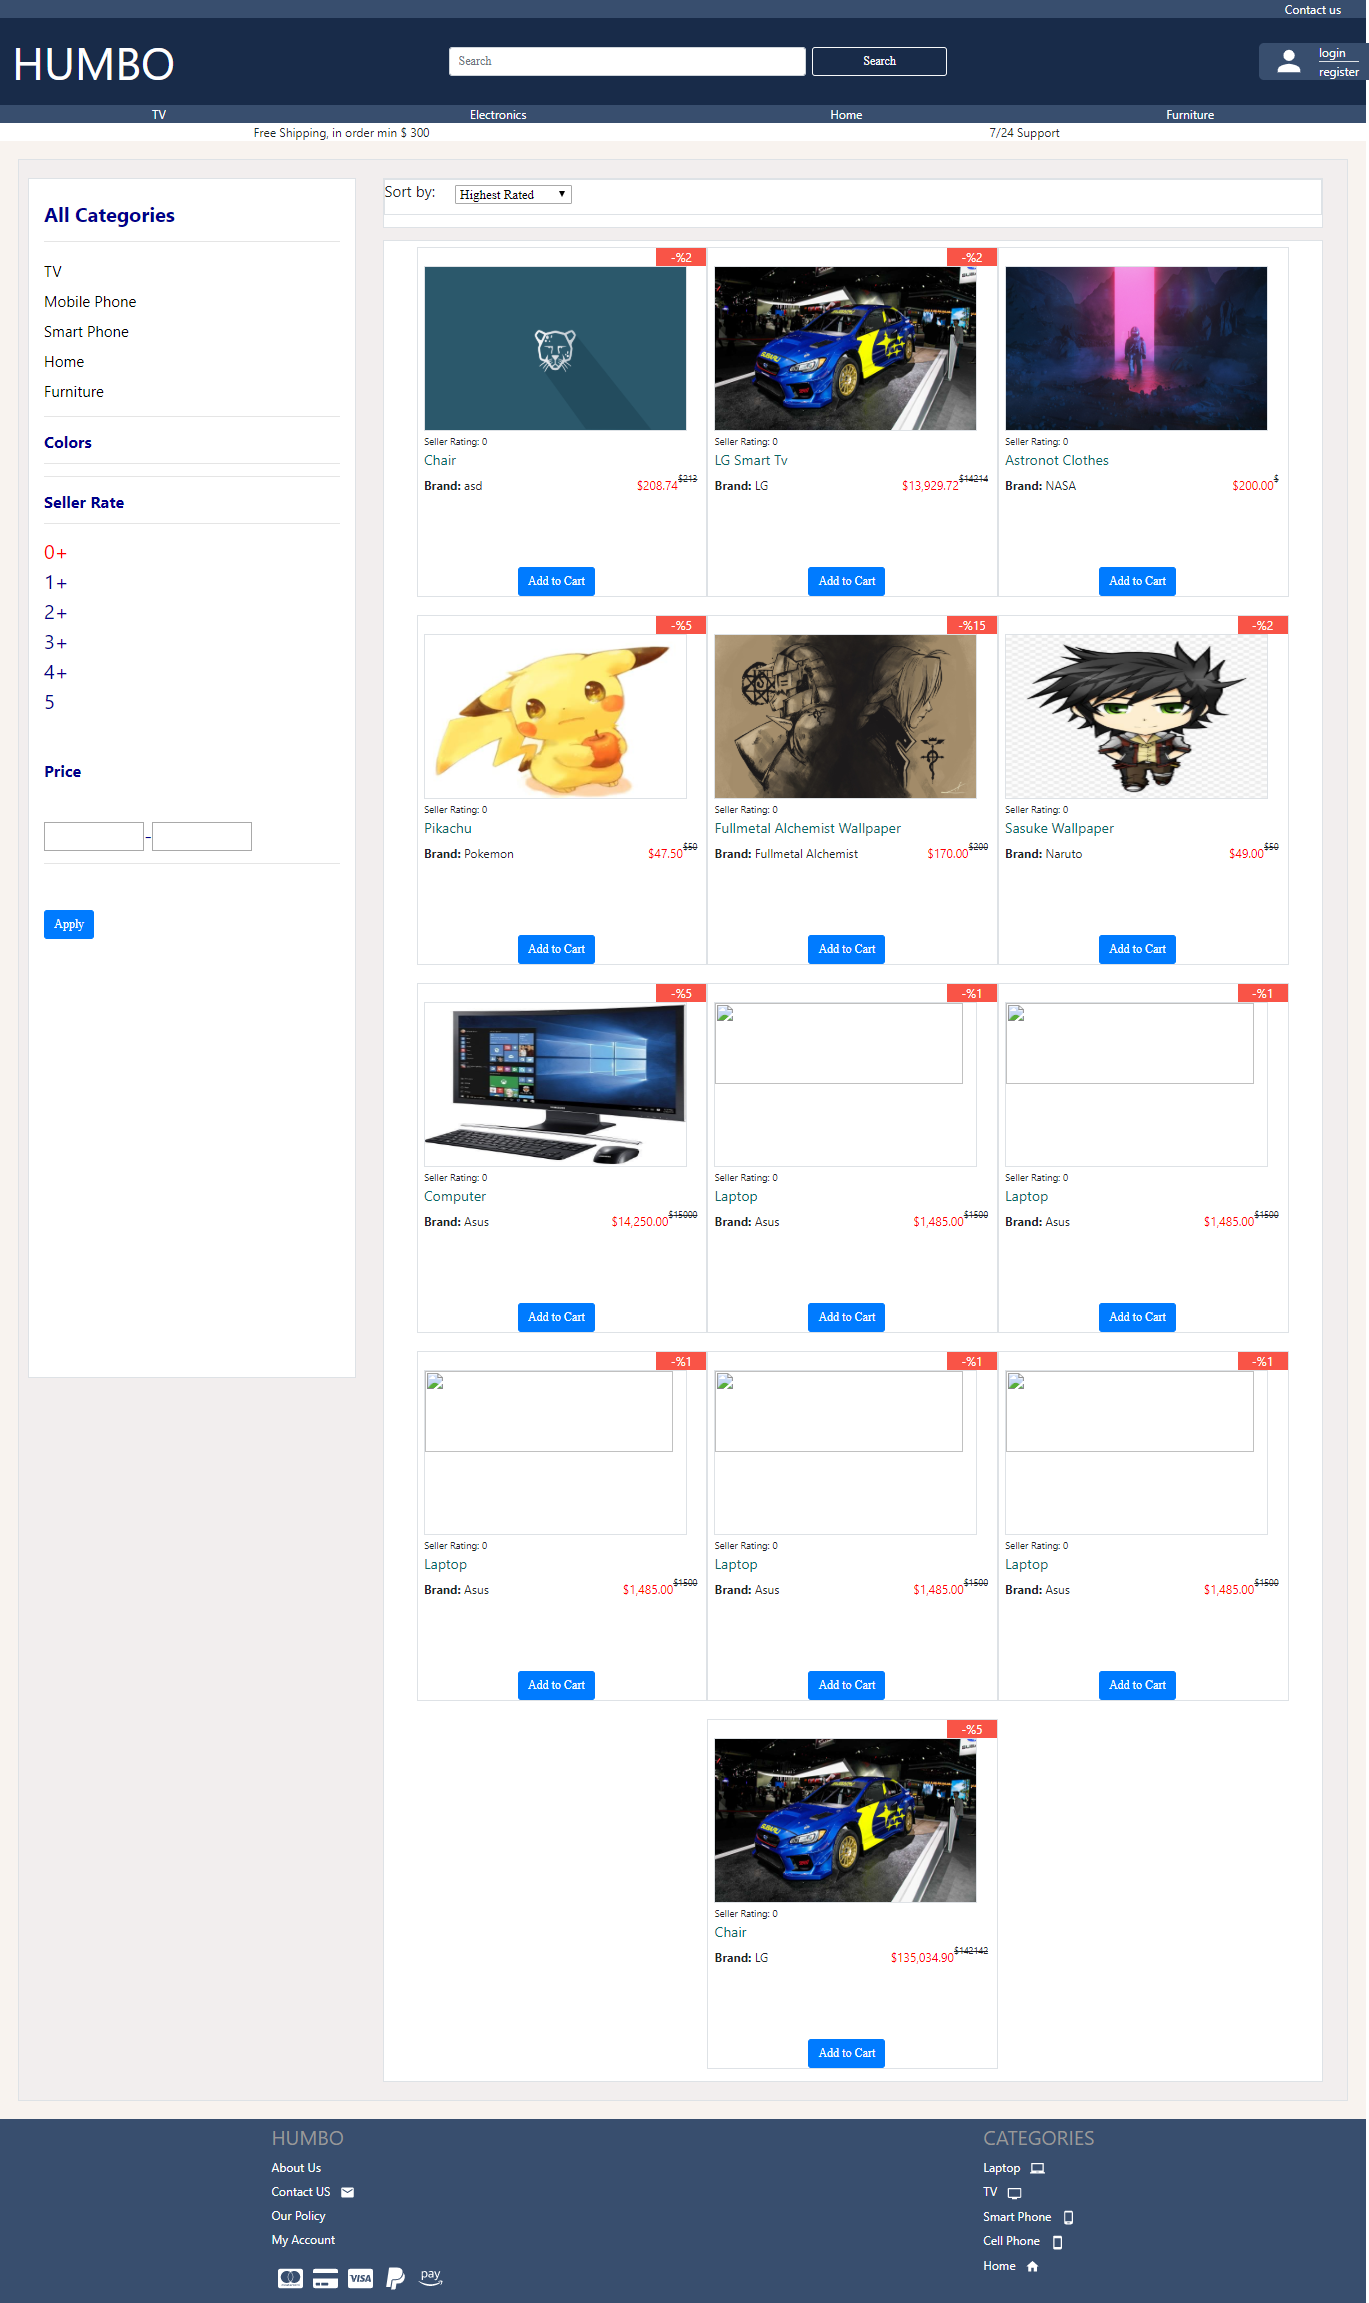 Contact us
HUMBO
Search
Search
login
register
TV
Electronics
Home
Furniture
Free Shipping, in order min $ 300
7/24 Support
All Categories
TV
Mobile Phone
Smart Phone
Home
Furniture
Colors
Seller Rate
0+
1+
2+
3+
4+
5
Price
-
Apply
Sort by:
Highest Rated
-%2
Seller Rating: 0
Chair
Brand: asd
$208.74$213
Add to Cart
-%2
SUBARU
Seller Rating: 0
LG Smart Tv
Brand: LG
$13,929.72$14214
Add to Cart
Seller Rating: 0
Astronot Clothes
Brand: NASA
$200.00$
Add to Cart
-%5
Seller Rating: 0
Pikachu
Brand: Pokemon
$47.50$50
Add to Cart
-%15
Seller Rating: 0
Fullmetal Alchemist Wallpaper
Brand: Fullmetal Alchemist
$170.00$200
Add to Cart
-%2
Seller Rating: 0
Sasuke Wallpaper
Brand: Naruto
$49.00$50
Add to Cart
-%5
Seller Rating: 0
Computer
Brand: Asus
$14,250.00$15000
Add to Cart
-%1
Seller Rating: 0
Laptop
Brand: Asus
$1,485.00$1500
Add to Cart
-%1
Seller Rating: 0
Laptop
Brand: Asus
$1,485.00$1500
Add to Cart
-%1
Seller Rating: 0
Laptop
Brand: Asus
$1,485.00$1500
Add to Cart
-%1
Seller Rating: 0
Laptop
Brand: Asus
$1,485.00$1500
Add to Cart
-%1
Seller Rating: 0
Laptop
Brand: Asus
$1,485.00$1500
Add to Cart
-%5
SUBARU
Seller Rating: 0
Chair
Brand: LG
$135,034.90$142142
Add to Cart
HUMBO
About Us
Contact US
Our Policy
My Account
VISA
pay
CATEGORIES
Laptop
TV
Smart Phone
Cell Phone
Home